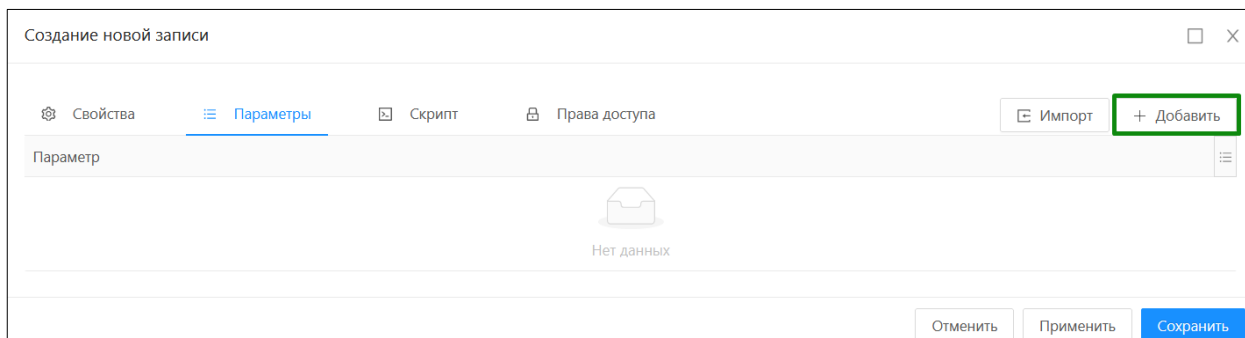 Создание новой записи
Свойства Параметры Скрипт Права доступа Импорт + Добавить
Параметр
Нет данных
Отменить Применить Сохранить